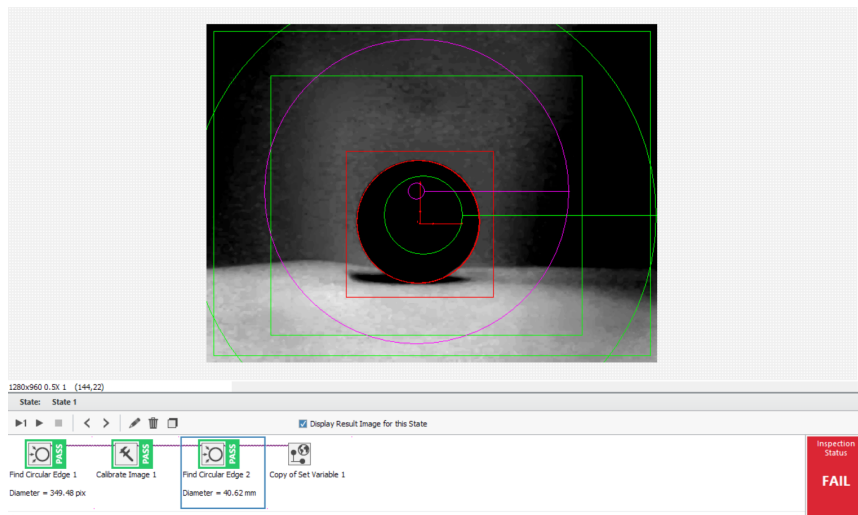 1280x960 0.5X 1 (144,22)
State: State 1
1
Display Result Image for this State
PASS
PASS
PASS
Find Circular Edge 1
Calibrate Image 1
Find Circular Edge 2
Copy of Set Variable 1
Diameter = 349.48 pix
Diameter = 40.62 mm
Inspection
Status
FAIL